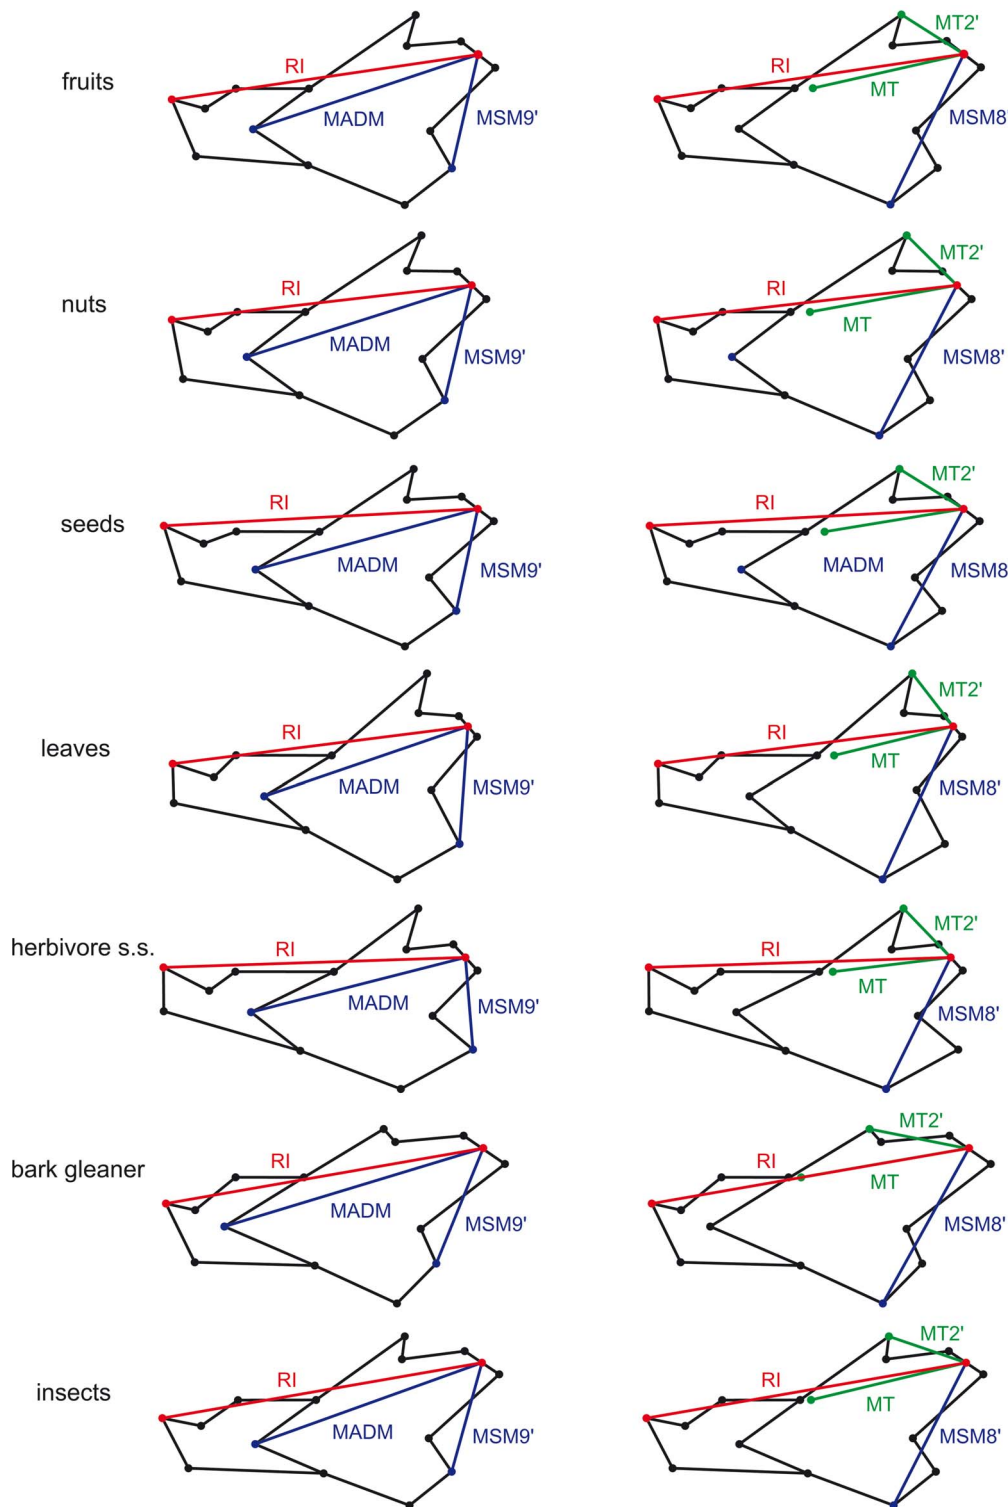 MT2'
RI
RI
fruits
MT
MADM
MSM9'
MSM8'
MT2'
RI
RI
nuts
MT
MADM
MSM9'
MSM8'
MT2'
RI
RI
seeds
MADM
MADM
MSM9'
MSM8
MT2'
RI
RI
leaves
MT
MADM
MSM9'
MSM8'
MT2'
herbivore s.s.
RI
RI
MT
MADM
MSM9'
MSM8'
MT2'
bark gleaner
RI
RI
MT
MADM
MSM9'
MSM8'
MT2'
RI
RI
insects
MT
MADM
MSM9'
MSM8'